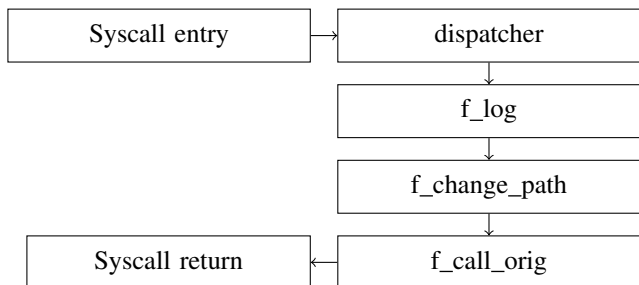 Syscall entry
dispatcher
f_log
f_change_path
f_call_orig
Syscall return